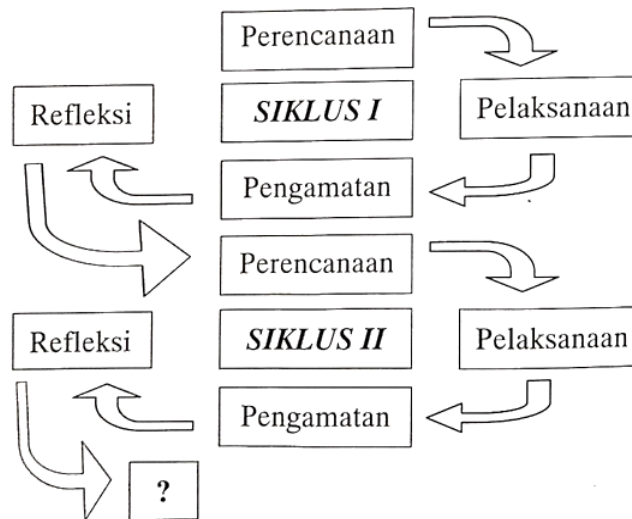 Perencanaan
Refleksi
SIKLUS I
Pelaksanaan
Pengamatan
Perencanaan
Refleksi
SIKLUS II
Pelaksanaan
Pengamatan
?